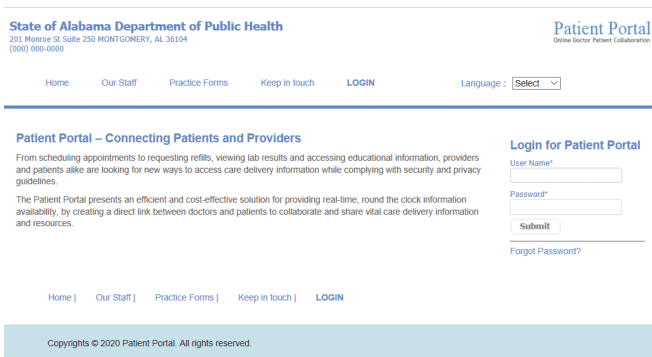 State of Alabama Department of Public Health
201 Monroe St Suite 250 MONTGOMERY, AL 36104
(000) 000-0000
Patient Portal
Online Doctor Patient Collaboration
Home Our Staff Practice Forms Keep in touch LOGIN Language : Select
Patient Portal – Connecting Patients and Providers
From scheduling appointments to requesting refills, viewing lab results and accessing educational information, providers
and patients alike are looking for new ways to access care delivery information while complying with security and privacy
guidelines.
The Patient Portal presents an efficient and cost-effective solution for providing real-time, round the clock information
availability, by creating a direct link between doctors and patients to collaborate and share vital care delivery information
and resources.
Login for Patient Portal
User Name*
Password*
Submit
Forgot Password?
Home | Our Staff | Practice Forms | Keep in touch | LOGIN
Copyrights © 2020 Patient Portal. All rights reserved.